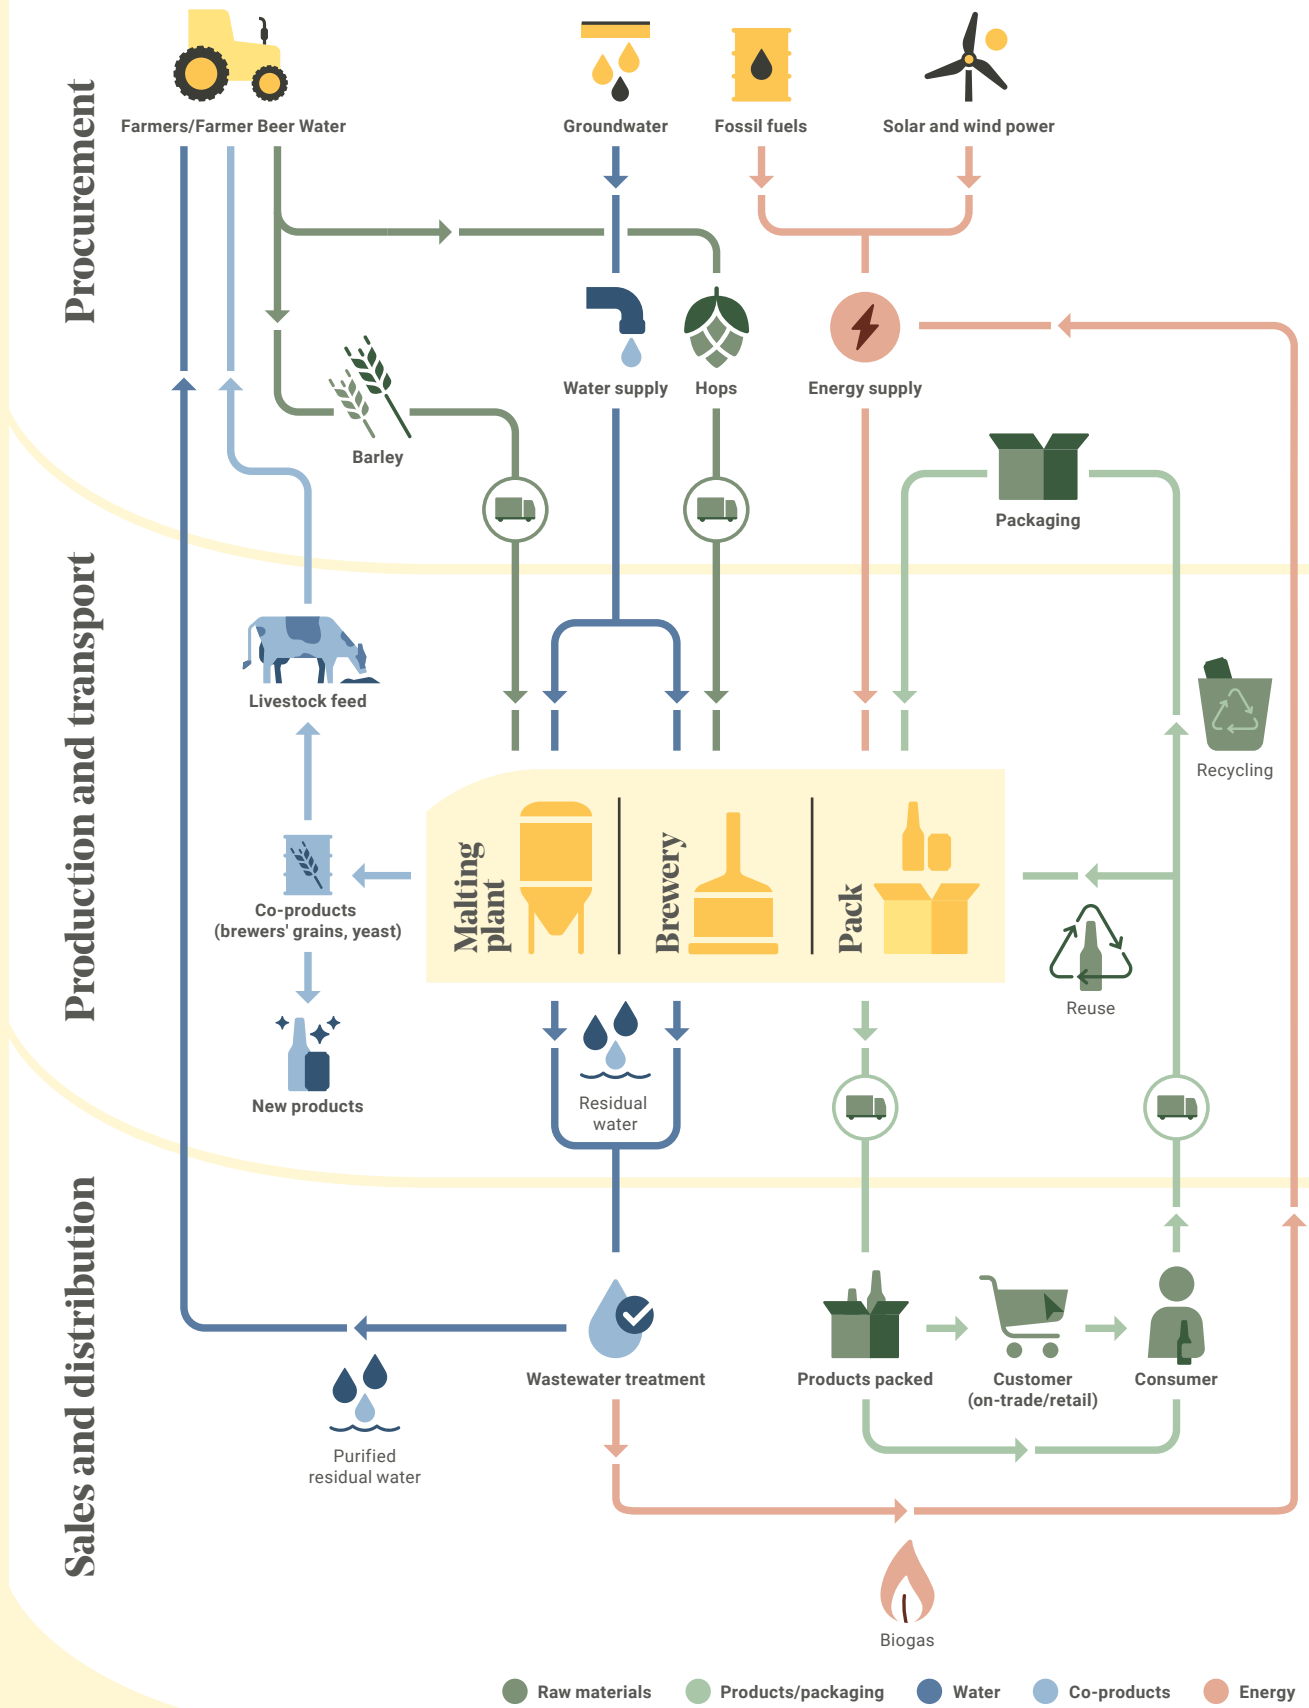 Procurement
Farmers/Farmer Beer Water
Groundwater
Fossil fuels
Solar and wind power
Water supply
Hops
Energy supply
Barley
Packaging
Production and transport
Livestock feed
Recycling
Malting
plant
Brewery
Pack
Co-products
(brewers' grains, yeast)
Reuse
New products
Residual
water
Sales and distribution
Wastewater treatment
Products packed
Customer
(on-trade/retail)
Consumer
Purified
residual water
Biogas
Raw materials
Products/packaging
Water
Co-products
Energy